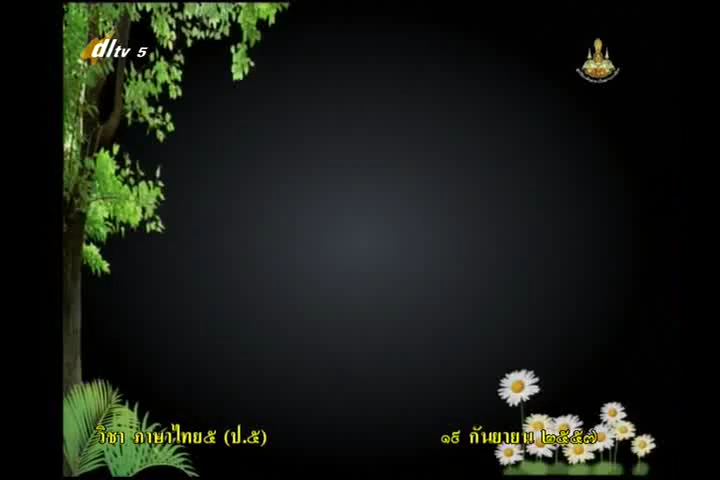 dltv 5
วิชา ภาษาไทย๕ (ป.๕)
๑๙ กันยายน ๒๕๕๗